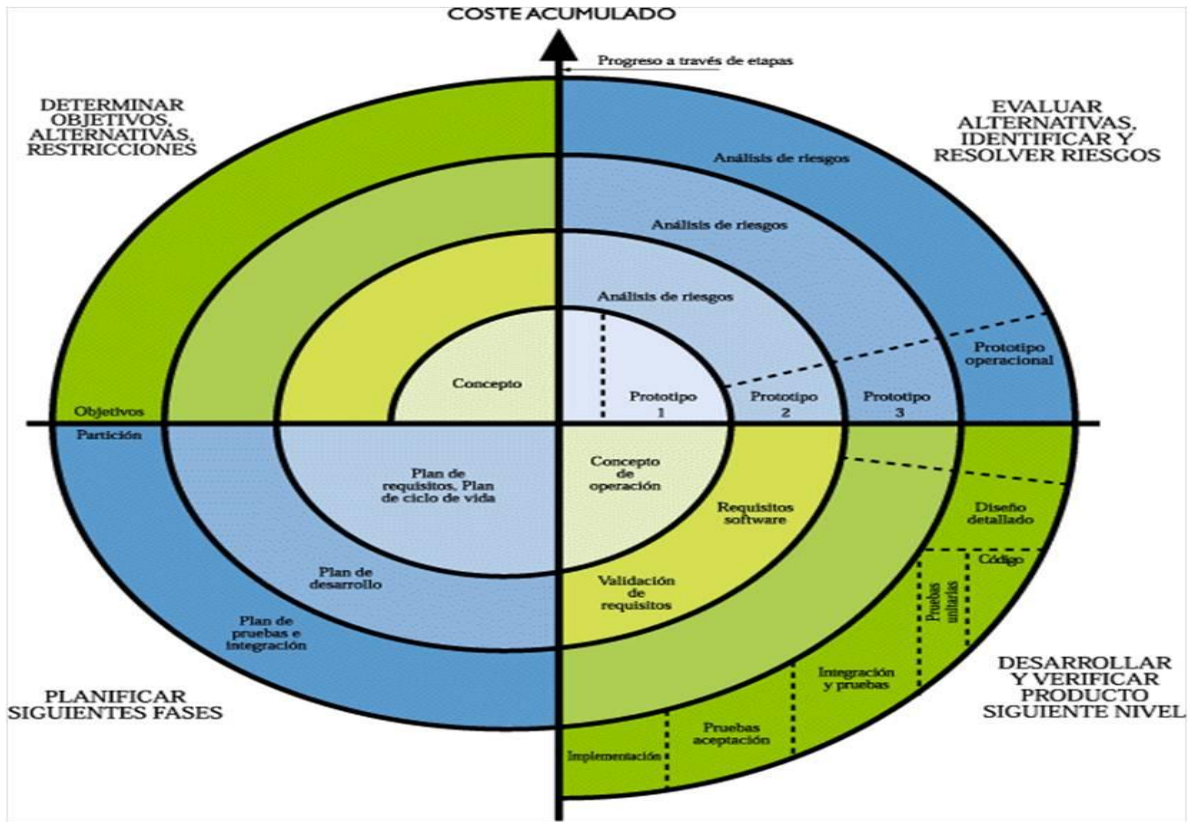 COSTE ACUMULADO
Progreso a través de etapas
DETERMINAR
OBJETIVOS,
ALTERNATIVAS,
RESTRICCIONES
EVALUAR
ALTERNATIVAS,
IDENTIFICAR Y
RESOLVER RIESGOS
Análisis de riesgos
Análisis de riesgos
Análisis de riesgos
Concepto
Prototipo
1
Prototipo
2
Prototipo
3
Prototipo
operacional
Objetivos
Partición
Plan de
requisitos, Plan
de ciclo de vida
Plan de
desarrollo
Plan de
pruebas e
integración
Concepto
de
operación
Requisitos
software
Validación
de
requisitos
Diseño
detallado
Código
Pruebas
unitarias
Integración
y pruebas
Pruebas
aceptación
Implementación
PLANIFICAR
SIGUIENTES FASES
DESARROLLAR
Y VERIFICAR
PRODUCTO
SIGUIENTE NIVEL